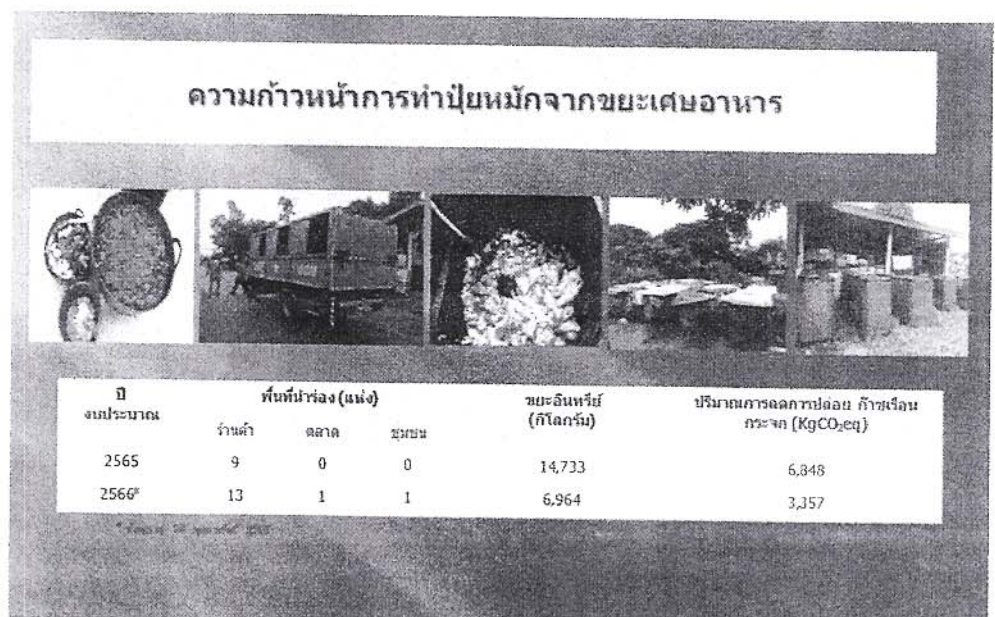 ความก้าวหน้าการทำปุ๋ยหมักจากขยะเศษอาหาร
ปี
งบประมาณ
พื้นที่นำร่อง (แห่ง)
ขยะอินทรีย์
(กิโลกรัม)
ปริมาณการลดการปล่อย ก๊าซเรือน
กระจก (KgCO₂eq)
ร้านค้า ตลาด ชุมชน
2565 9 0 0 14,733 6,848
2566* 13 1 1 6,964 3,357